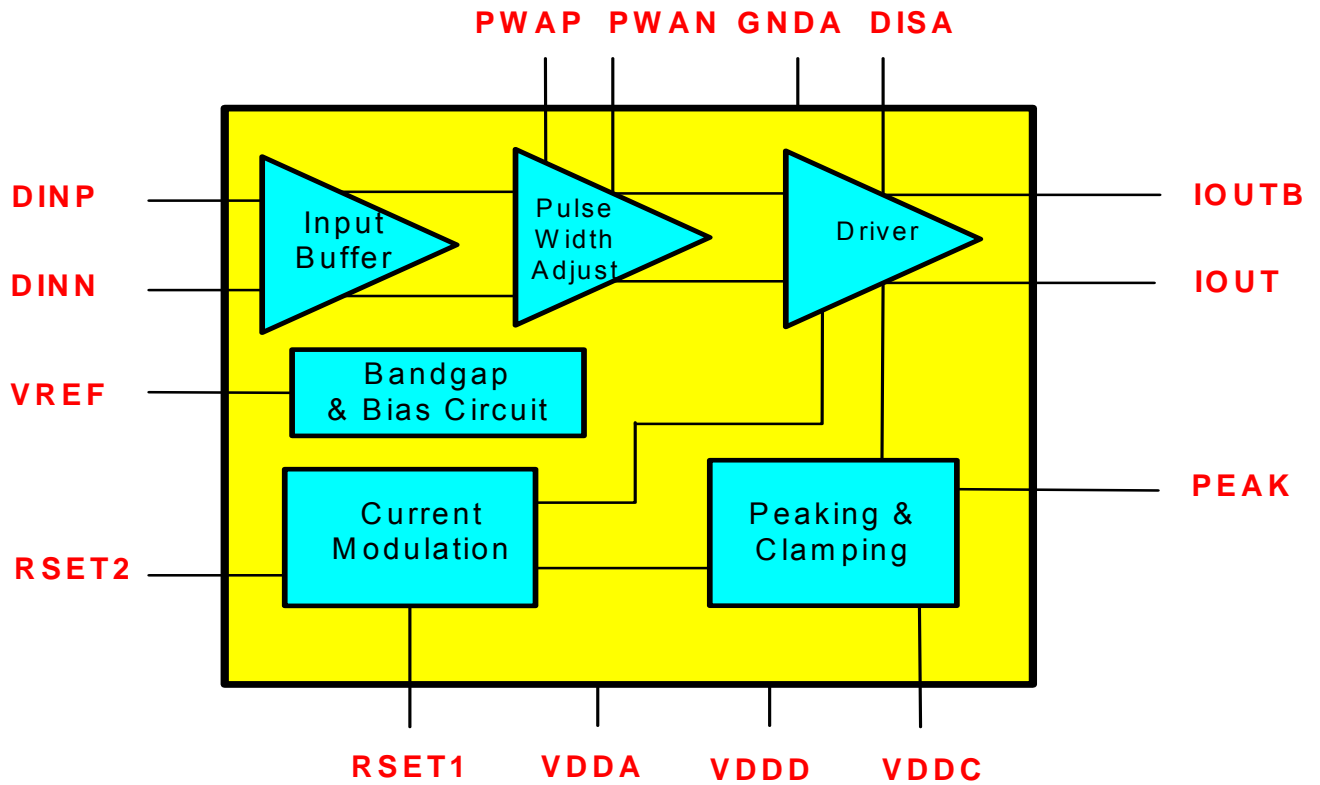 PWAP PWAN GNDA DISA
DINP
Input
Buffer
Pulse
Width
Adjust
Driver
IOUTB
DINN
IOUT
VREF
Bandgap
& Bias Circuit
Current
Modulation
Peaking &
Clamping
PEAK
RSET2
RSET1 VDDA VDDD VDDC